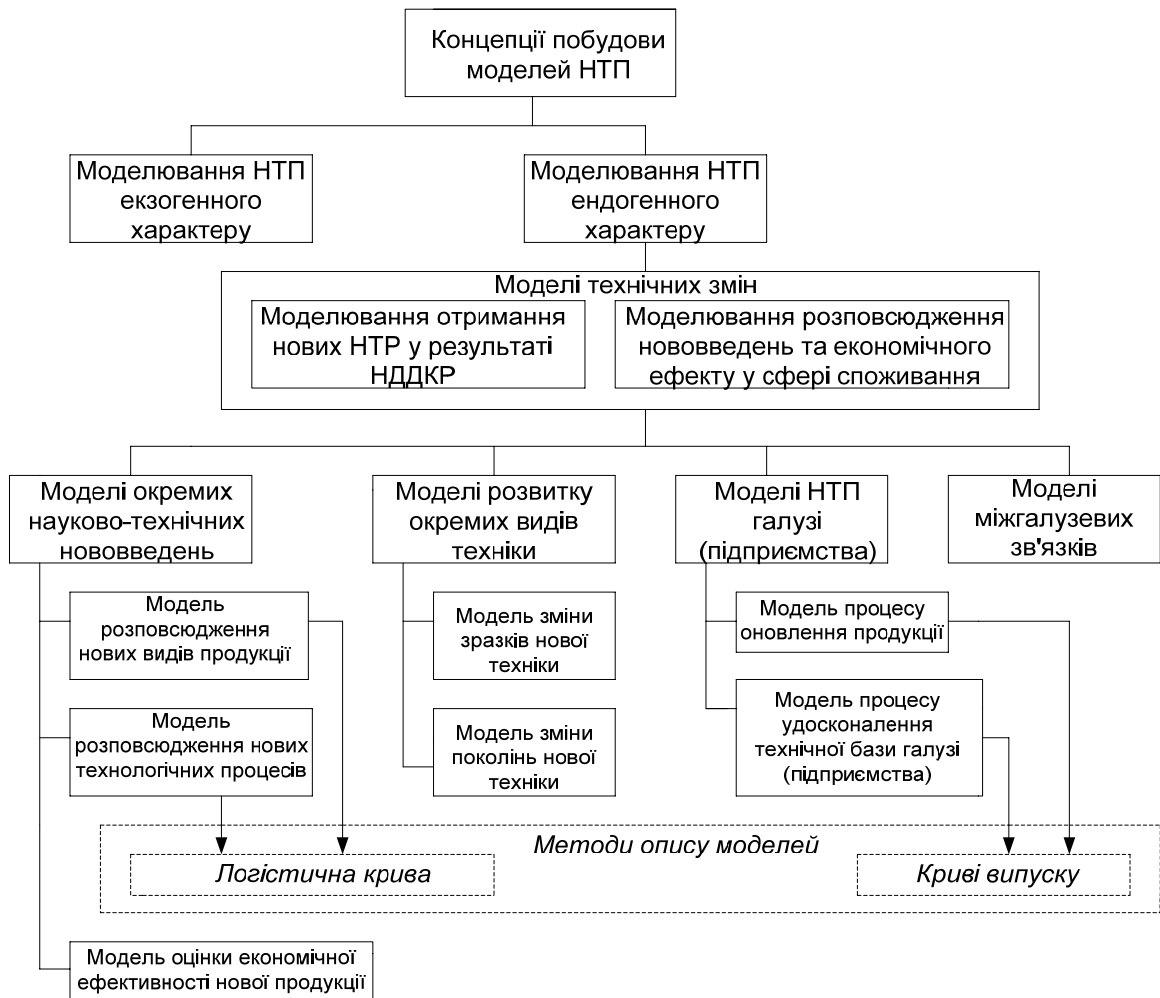 Концепції побудови
моделей НТП
Моделювання НТП
екзогенного
характеру
Моделювання НТП
ендогенного
характеру
Моделі технічних змін
Моделювання отримання
нових НТР у результаті
НДДКР
Моделювання розповсюдження
нововведень та економічного
ефекту у сфері споживання
Моделі окремих
науково-технічних
нововведень
Моделі розвитку
окремих видів
техніки
Моделі НТП
галузі
(підприємства)
Моделі
міжгалузевих
зв'язків
Модель
розповсюдження
нових видів продукції
Модель зміни
зразків нової
техніки
Модель процесу
оновлення продукції
Модель
розповсюдження нових
технологічних процесів
Модель зміни
поколінь нової
техніки
Модель процесу
удосконалення
технічної бази галузі
(підприємства)
Методи опису моделей
Логістична крива
Криві випуску
Модель оцінки економічної
ефективності нової продукції